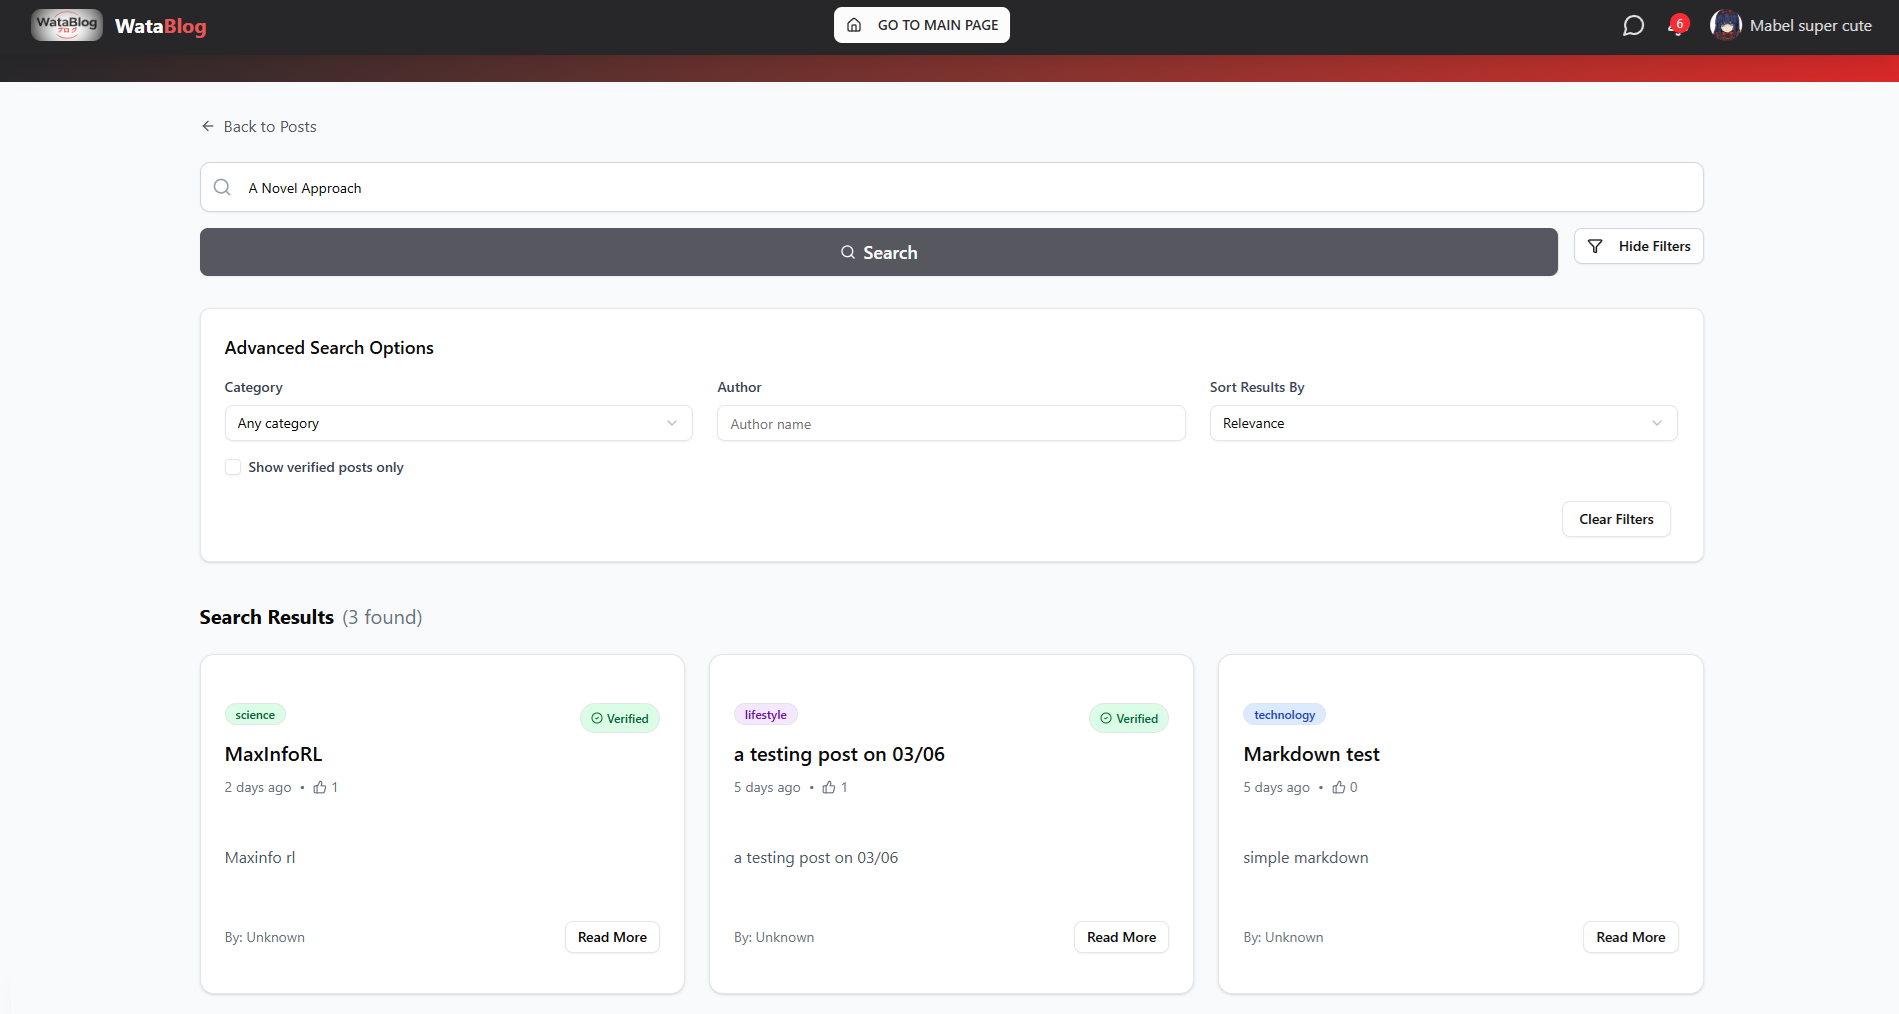 WataBlog
ブログ
WataBlog
GO TO MAIN PAGE
6
Mabel super cute
Back to Posts
A Novel Approach
Search
Hide Filters
Advanced Search Options
Category
Author
Sort Results By
Any category
Author name
Relevance
Show verified posts only
Clear Filters
Search Results (3 found)
science
Verified
MaxInfoRL
2 days ago • 1
Maxinfo rl
By: Unknown
Read More
lifestyle
Verified
a testing post on 03/06
5 days ago • 1
a testing post on 03/06
By: Unknown
Read More
technology
Markdown test
5 days ago • 0
simple markdown
By: Unknown
Read More